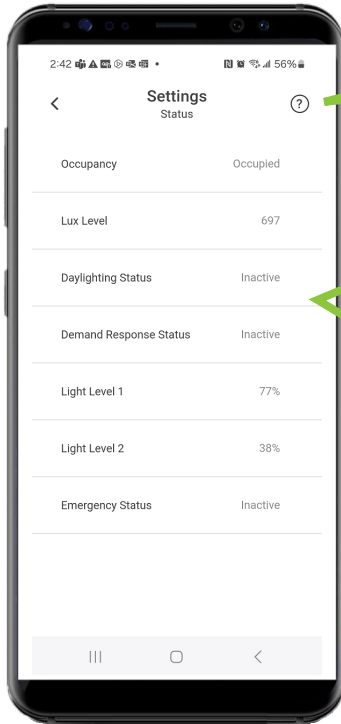 2:42 56%
Settings
Status
?
Occupancy Occupied
Lux Level 697
Daylighting Status Inactive
Demand Response Status Inactive
Light Level 1 77%
Light Level 2 38%
Emergency Status Inactive